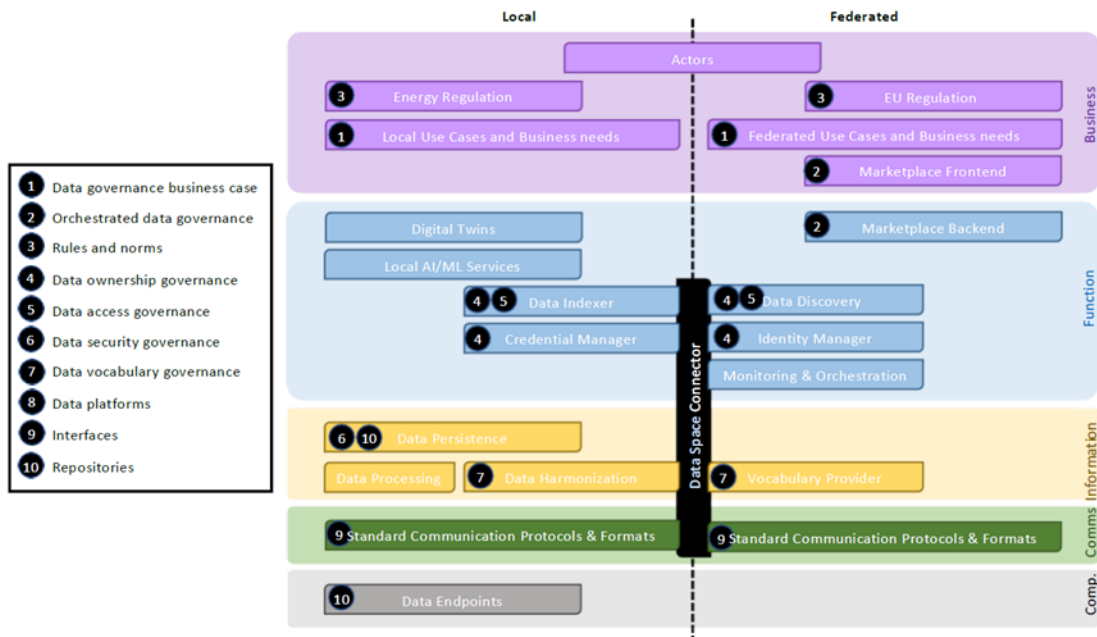 Local
Federated
Actors
3 Energy Regulation
3 EU Regulation
1 Local Use Cases and Business needs
1 Federated Use Cases and Business needs
2 Marketplace Frontend
Business
1 Data governance business case
2 Orchestrated data governance
3 Rules and norms
4 Data ownership governance
5 Data access governance
6 Data security governance
7 Data vocabulary governance
8 Data platforms
9 Interfaces
10 Repositories
Digital Twins
2 Marketplace Backend
Local AI/ML Services
4 5 Data Indexer
4 5 Data Discovery
4 Credential Manager
4 Identity Manager
Monitoring & Orchestration
Function
Data Space Connector
6 10 Data Persistence
Data Processing
7 Data Harmonization
7 Vocabulary Provider
Information
9 Standard Communication Protocols & Formats
9 Standard Communication Protocols & Formats
Comms
10 Data Endpoints
Comp.